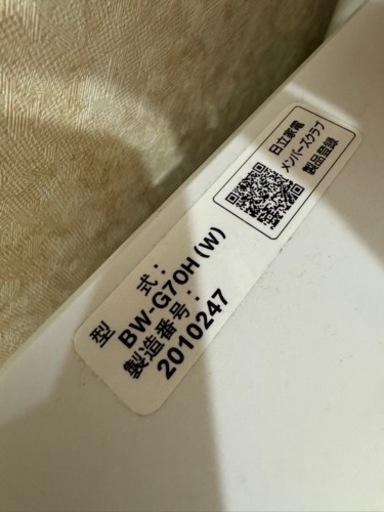 日立家電
メンバーズクラブ
製品登録
型 式:
BW-G70H (W)
製造番号:
2010247